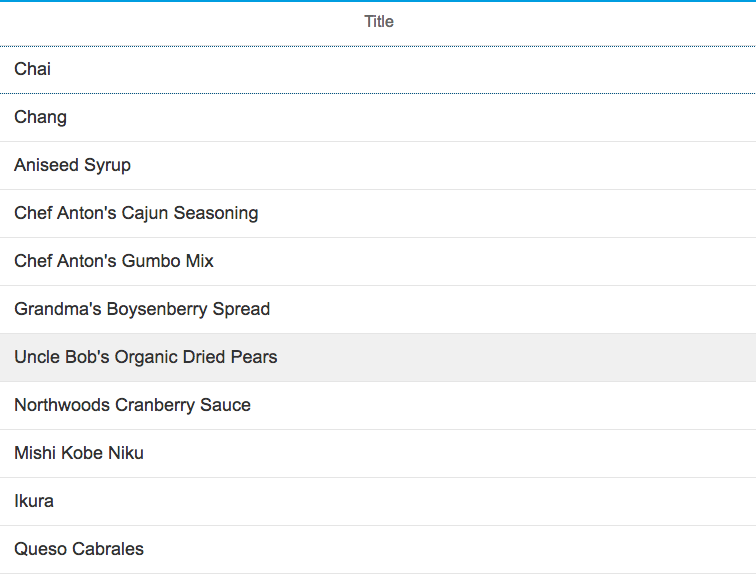 Title
Chai
Chang
Aniseed Syrup
Chef Anton's Cajun Seasoning
Chef Anton's Gumbo Mix
Grandma's Boysenberry Spread
Uncle Bob's Organic Dried Pears
Northwoods Cranberry Sauce
Mishi Kobe Niku
Ikura
Queso Cabrales